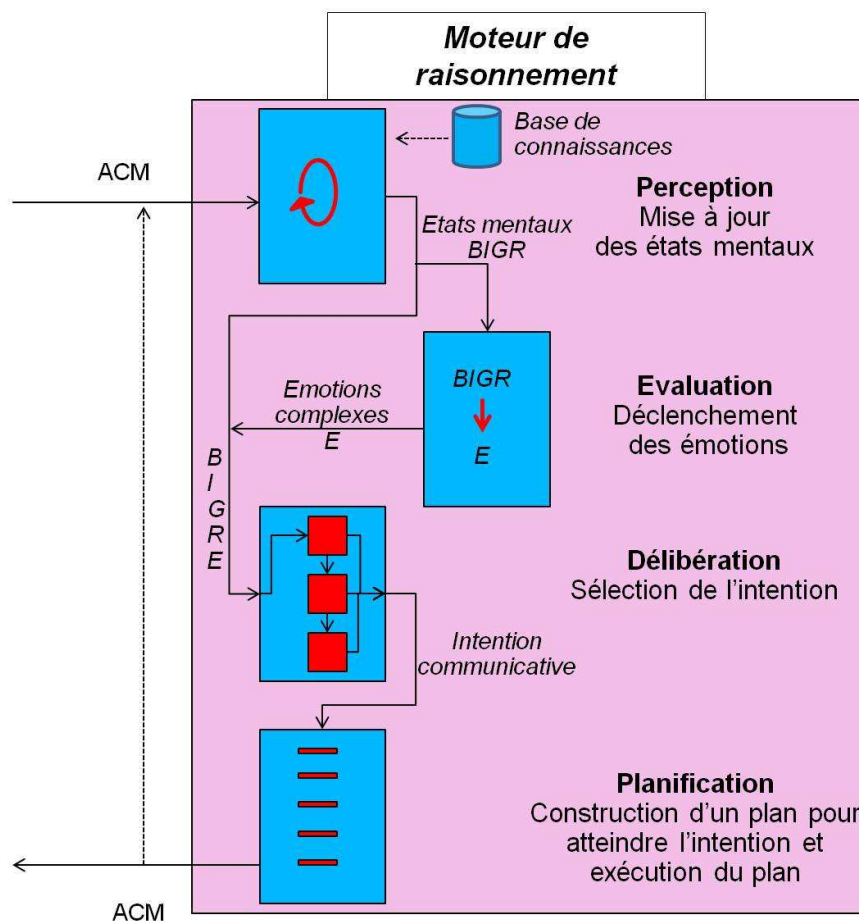 Moteur de
raisonnement
Base de
connaissances
ACM
Perception
Mise à jour
des états mentaux
Etats mentaux
BIGR
BIGR
E
Evaluation
Déclenchement
des émotions
Emotions
complexes
E
B
I
G
R
E
Délibération
Sélection de l'intention
Intention
communicative
Planification
Construction d'un plan pour
atteindre l'intention et
exécution du plan
ACM